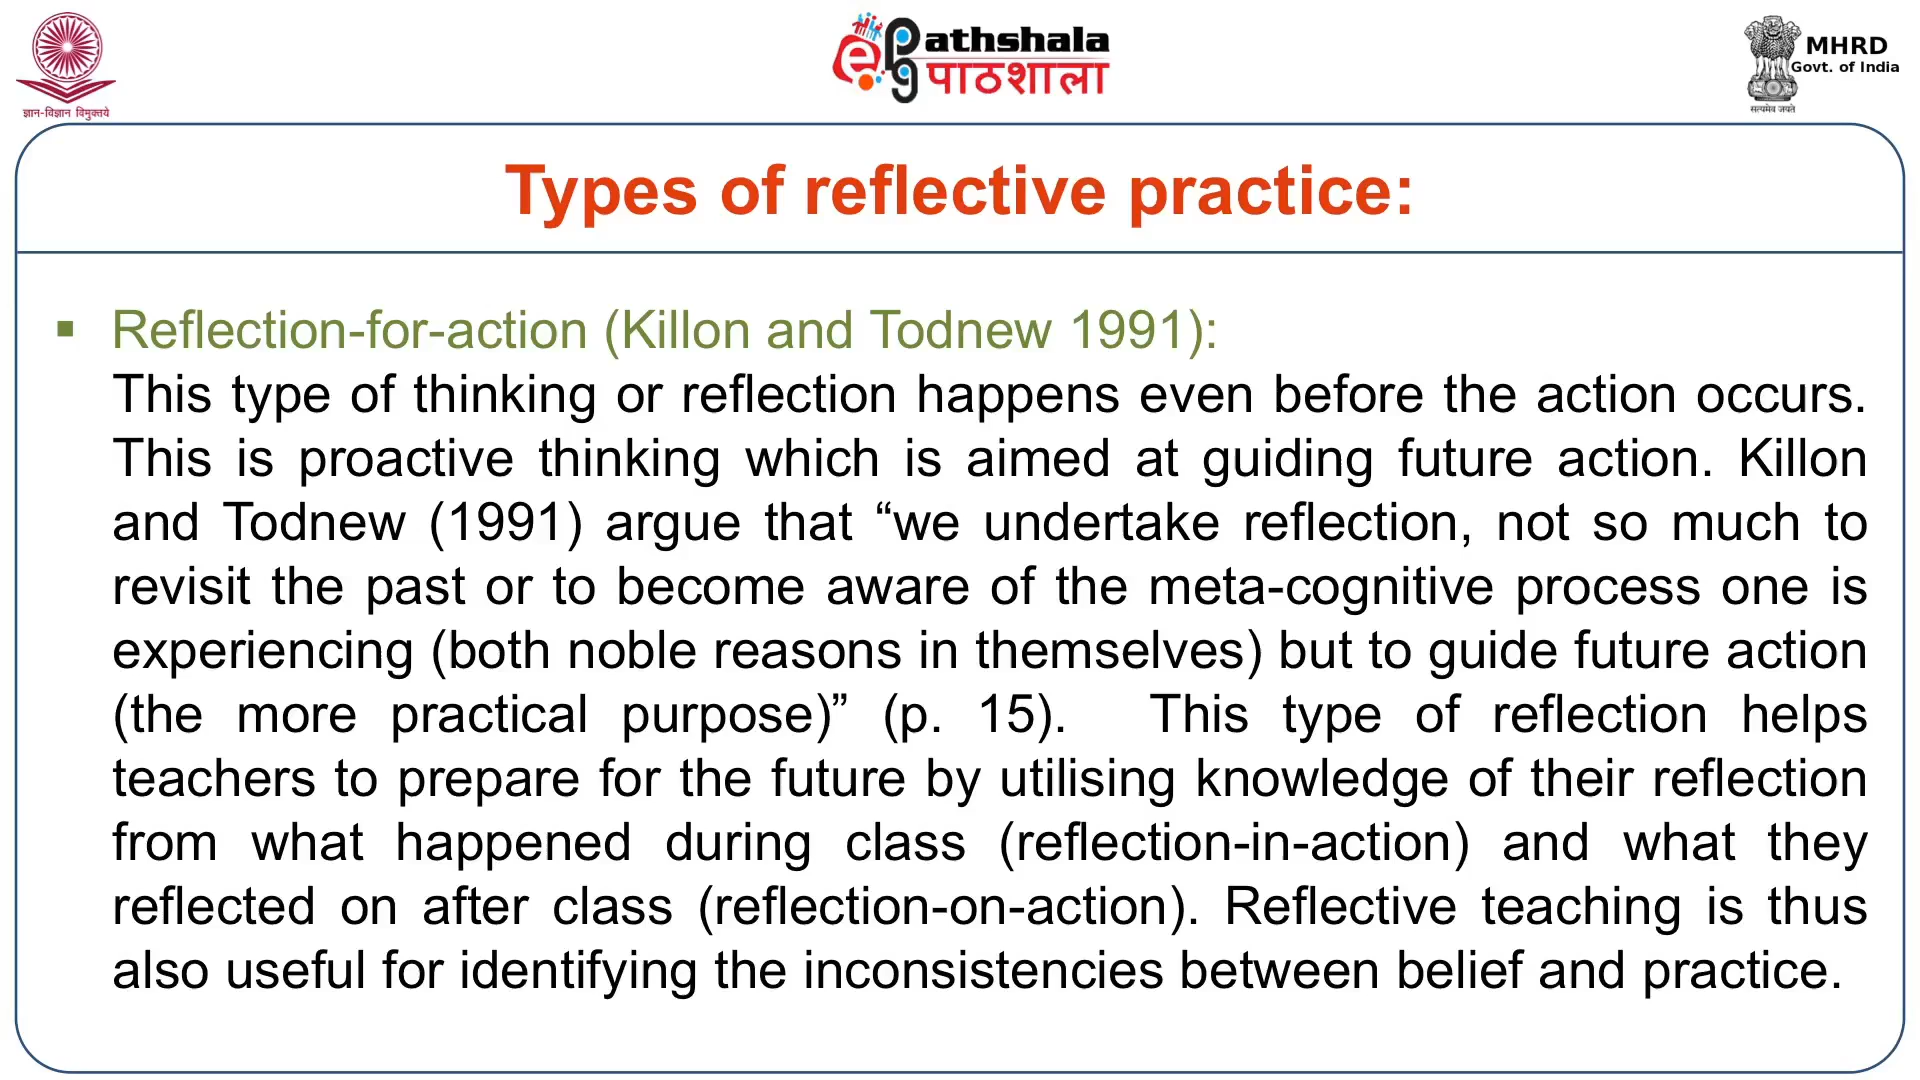 ज्ञान-विज्ञान विमुक्तये
ePG Pathshala
पाठशाला
MHRD
Govt. of India
सत्यमेव जयते
Types of reflective practice:
▪ Reflection-for-action (Killon and Todnew 1991):
This type of thinking or reflection happens even before the action occurs.
This is proactive thinking which is aimed at guiding future action. Killon
and Todnew (1991) argue that “we undertake reflection, not so much to
revisit the past or to become aware of the meta-cognitive process one is
experiencing (both noble reasons in themselves) but to guide future action
(the more practical purpose)” (p. 15). This type of reflection helps
teachers to prepare for the future by utilising knowledge of their reflection
from what happened during class (reflection-in-action) and what they
reflected on after class (reflection-on-action). Reflective teaching is thus
also useful for identifying the inconsistencies between belief and practice.